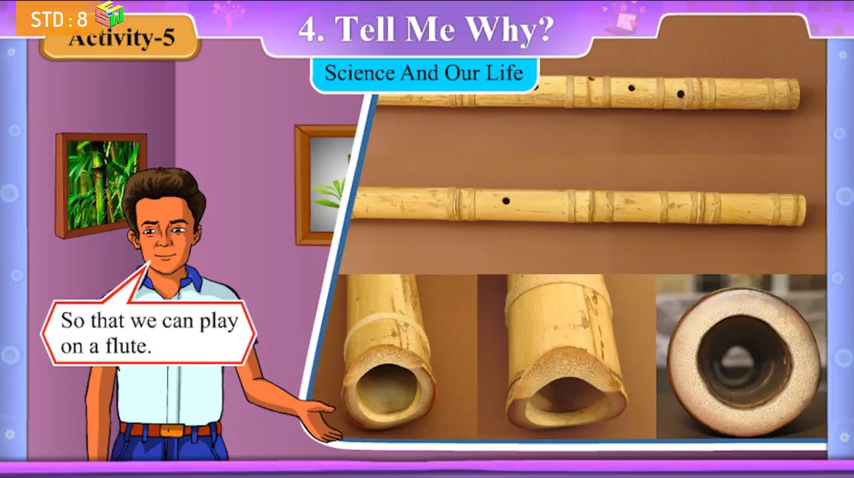 STD : 8
Activity-5
4. Tell Me Why?
Science And Our Life
So that we can play
on a flute.